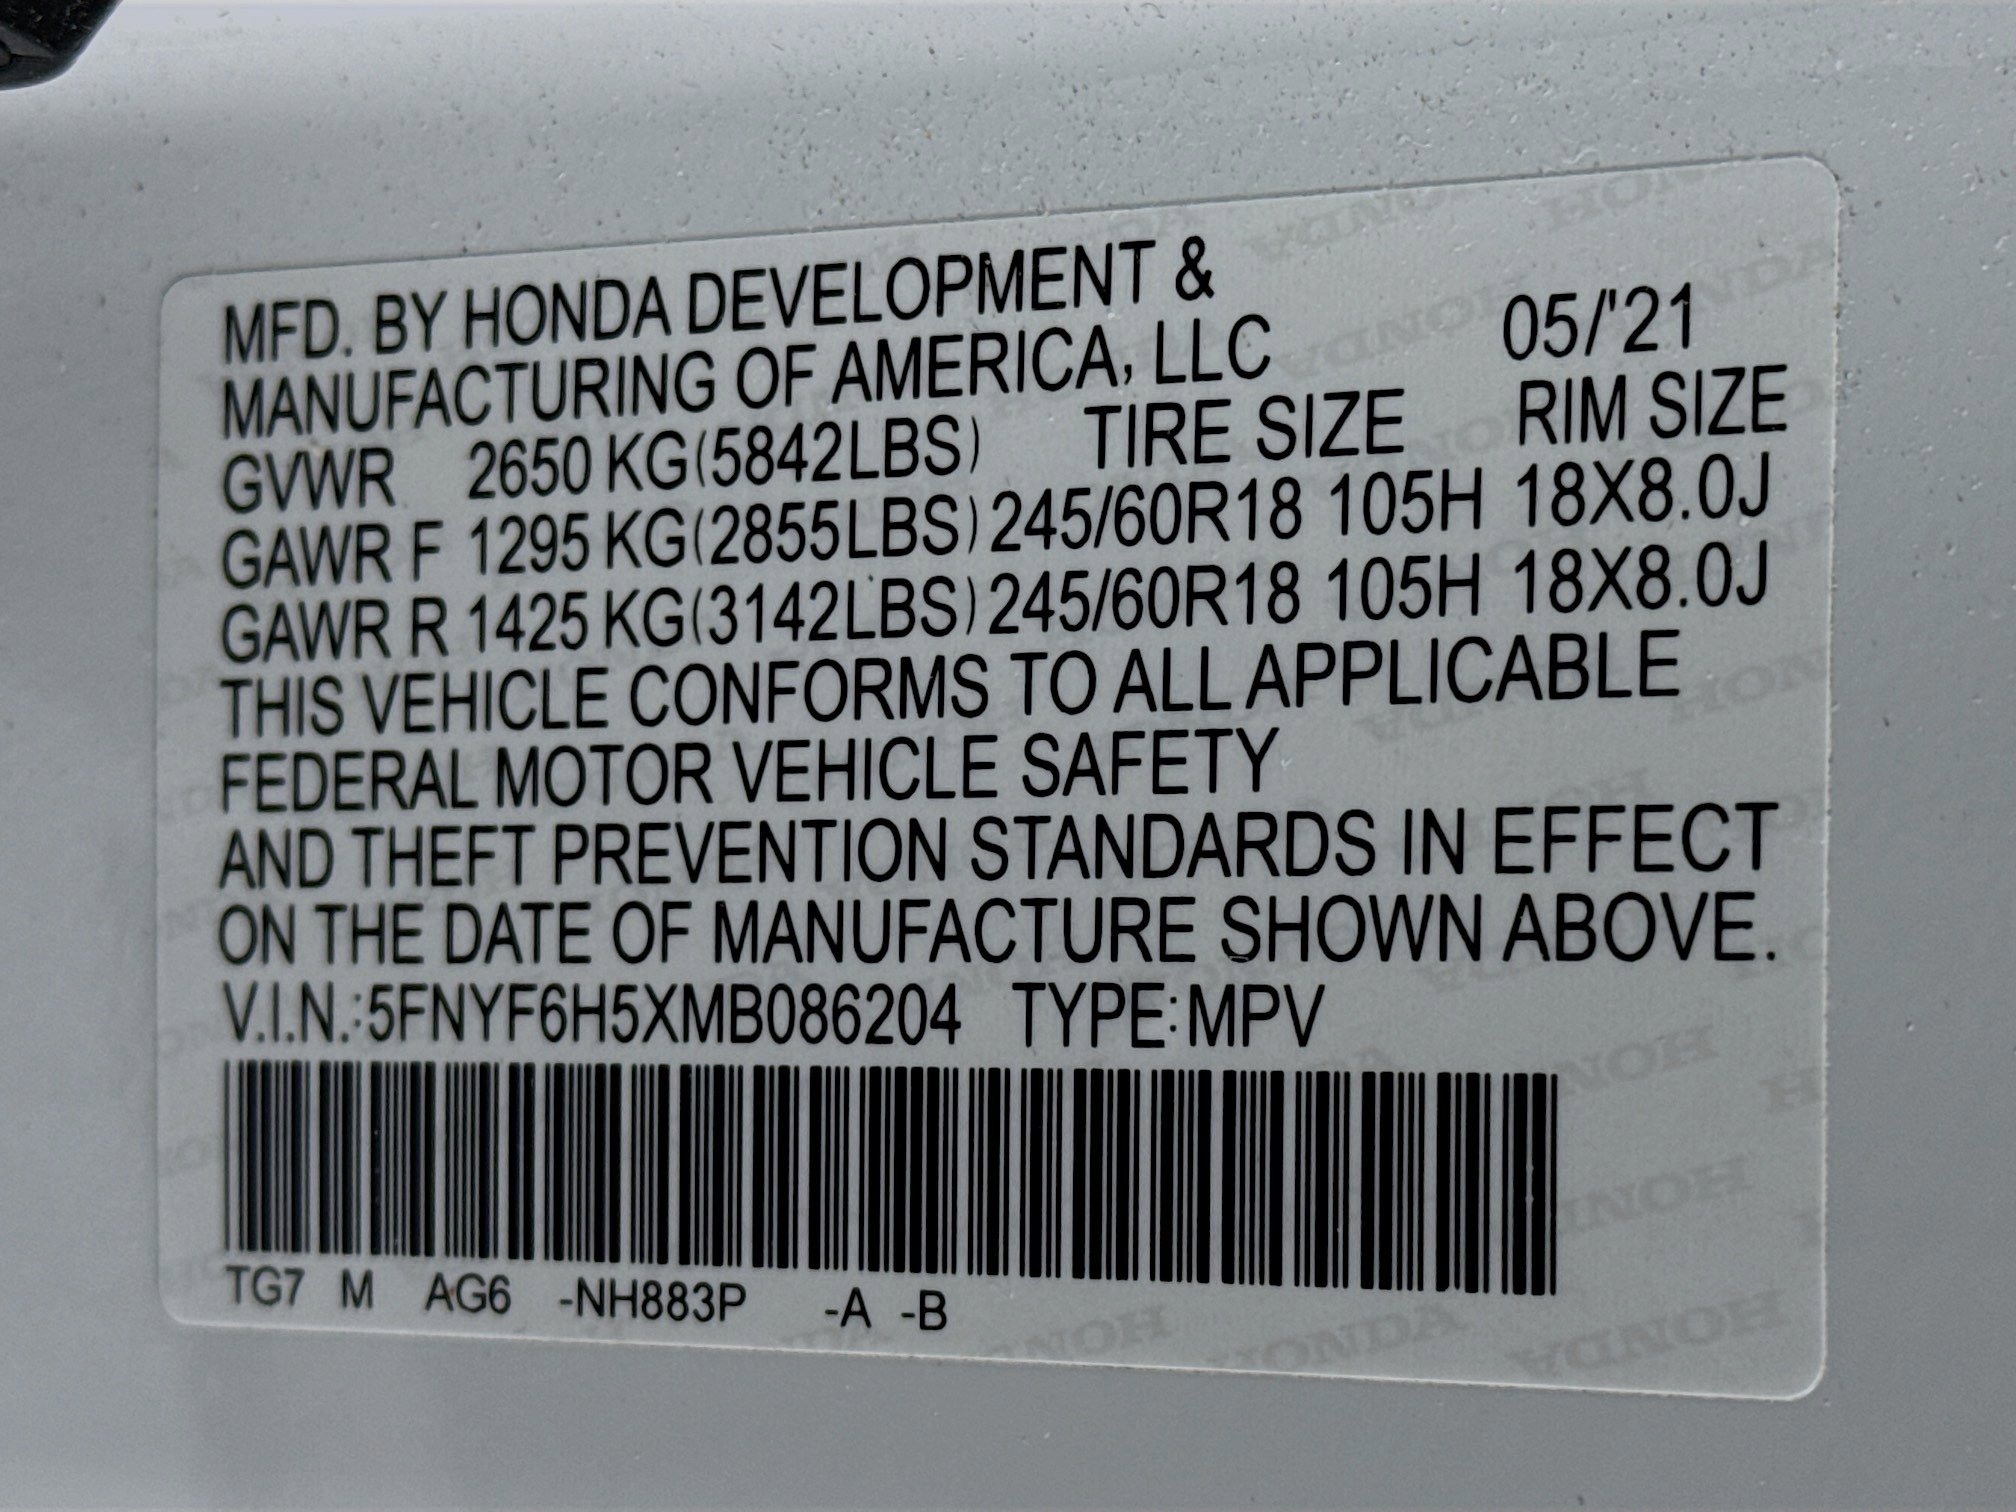 MFD. BY HONDA DEVELOPMENT &
MANUFACTURING OF AMERICA, LLC 05/'21
GVWR 2650 KG(5842LBS) TIRE SIZE RIM SIZE
GAWR F 1295 KG(2855LBS) 245/60R18 105H 18X8.0J
GAWR R 1425 KG(3142LBS) 245/60R18 105H 18X8.0J
THIS VEHICLE CONFORMS TO ALL APPLICABLE
FEDERAL MOTOR VEHICLE SAFETY
AND THEFT PREVENTION STANDARDS IN EFFECT
ON THE DATE OF MANUFACTURE SHOWN ABOVE.
V.I.N.:5FNYF6H5XMB086204 TYPE:MPV
TG7 M AG6 -NH883P -A -B